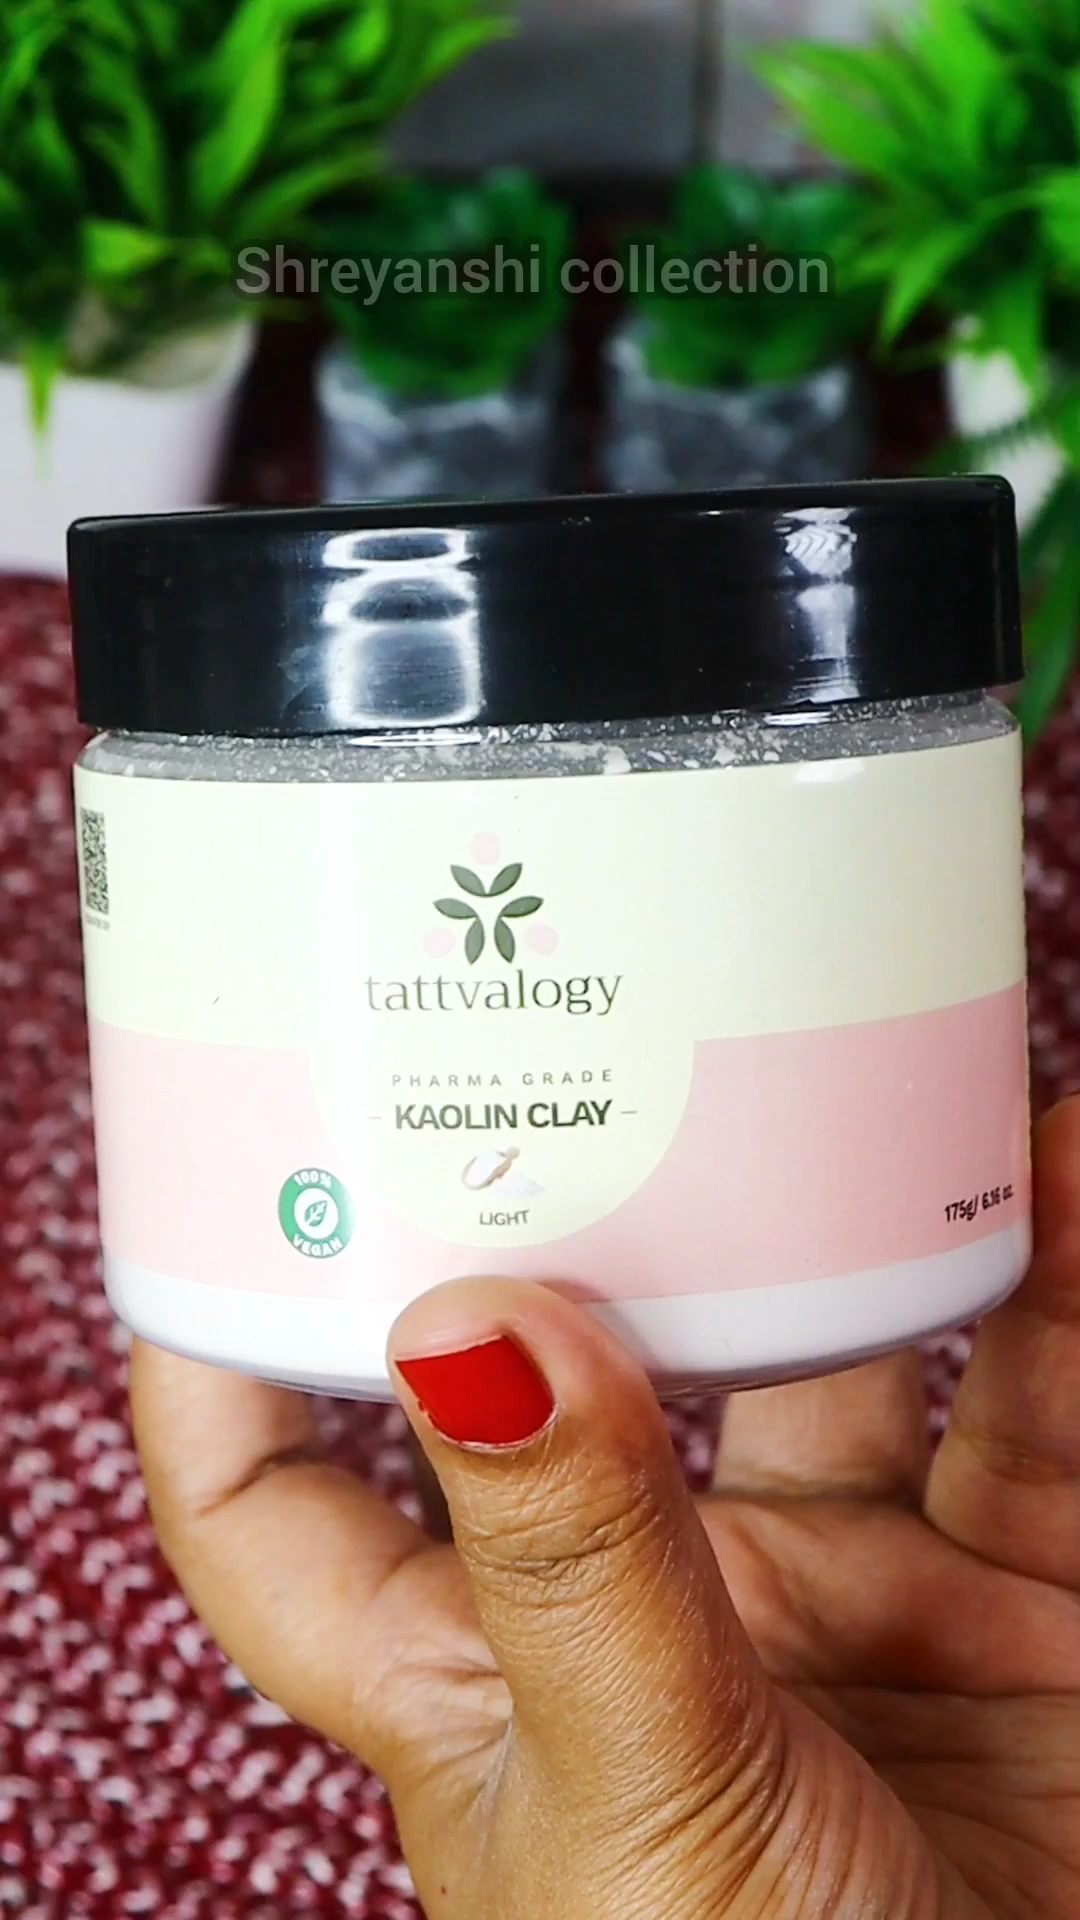 Shreyanshi collection
tattvalogy
PHARMA GRADE
- KAOLIN CLAY -
LIGHT
100%
VEGAN
175g/ 6.16 oz.